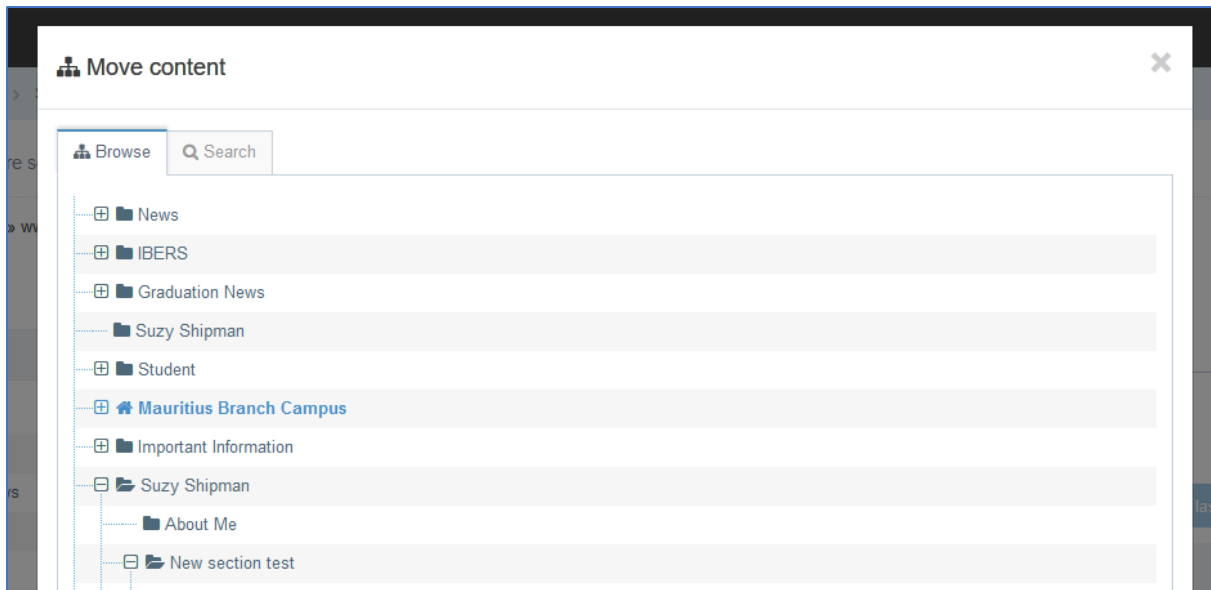 Move content
Browse
Search
News
IBERS
Graduation News
Suzy Shipman
Student
Mauritius Branch Campus
Important Information
Suzy Shipman
About Me
New section test